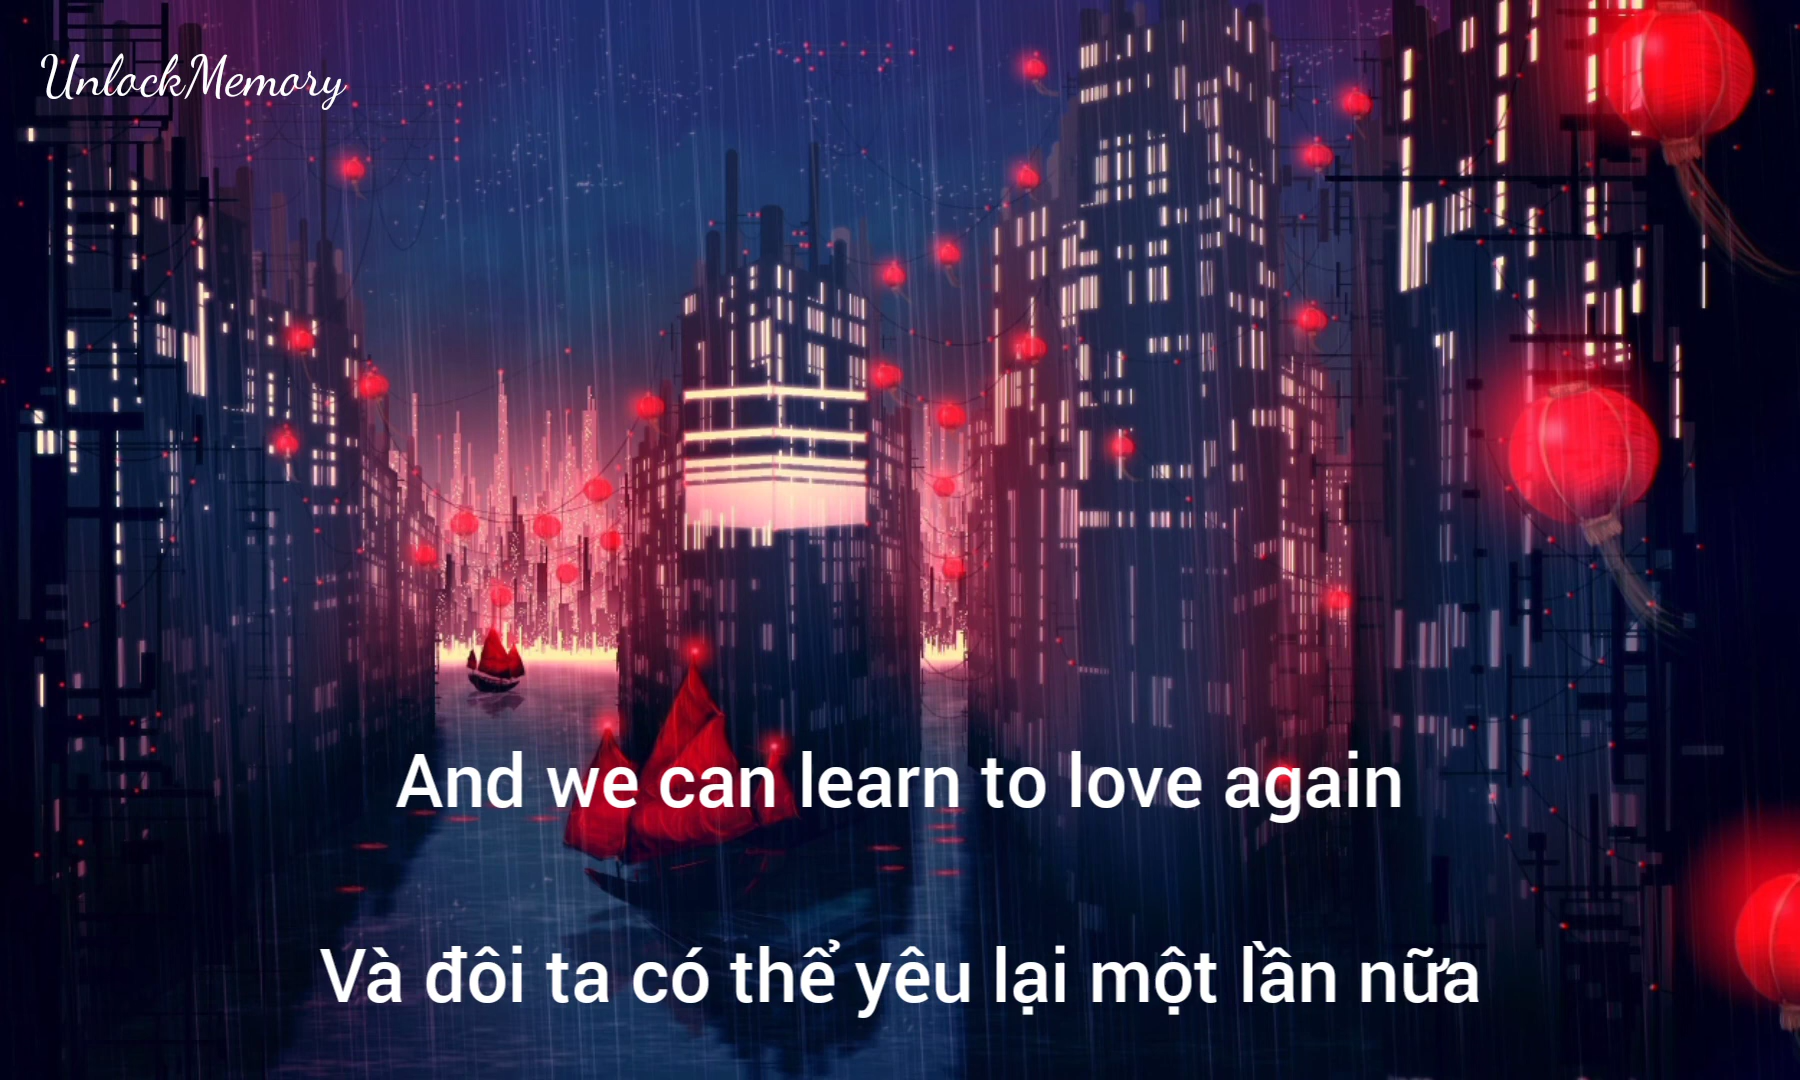 UnlockMemory
And we can learn to love again
Và đôi ta có thể yêu lại một lần nữa